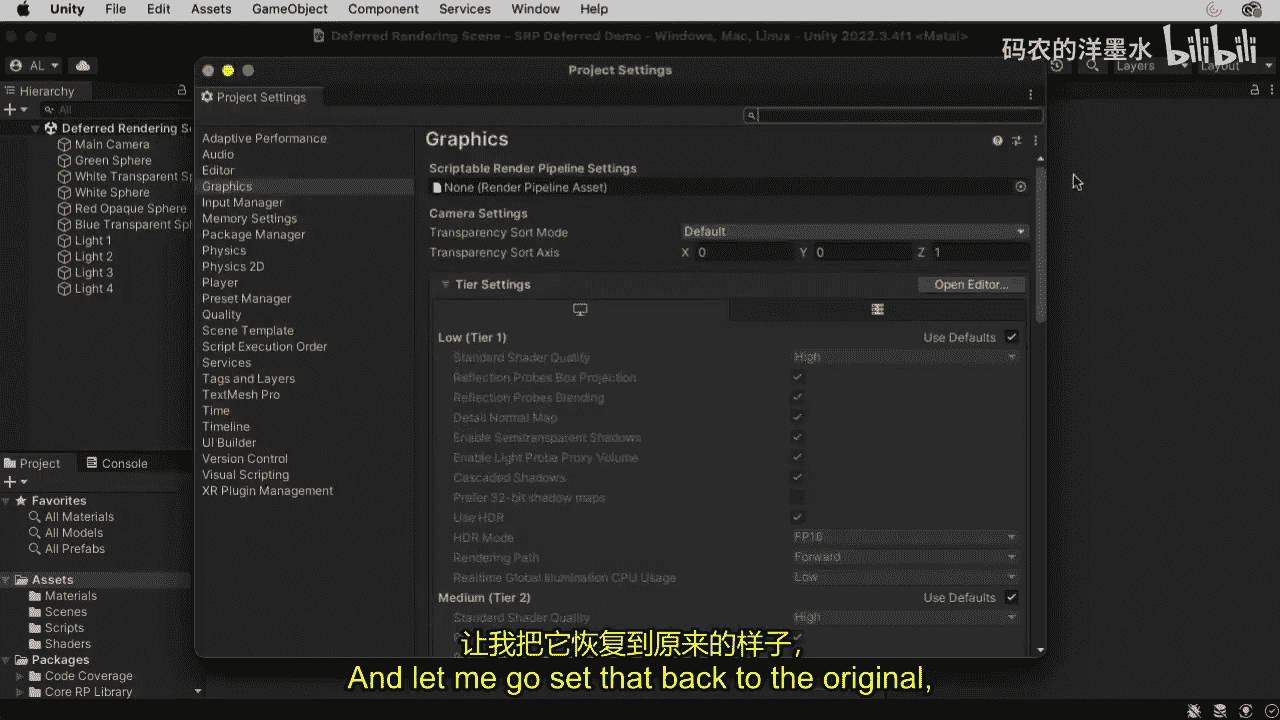 Unity File Edit Assets GameObject Component Services Window Help
Deferred Rendering Scene - SRP Deferred Demo - Windows, Mac, Linux - Unity 2022.3.4f1 <Metal>
码农的洋墨水 bilibili
AL Layers Layout
Project Settings
Hierarchy
Project Settings
All
Deferred Rendering Sc
Main Camera
Green Sphere
White Transparent Sp
White Sphere
Red Opaque Sphere
Blue Transparent Sph
Light 1
Light 2
Light 3
Light 4
Adaptive Performance
Audio
Editor
Graphics
Input Manager
Memory Settings
Package Manager
Physics
Physics 2D
Player
Preset Manager
Quality
Scene Template
Script Execution Order
Services
Tags and Layers
TextMesh Pro
Time
Timeline
UI Builder
Version Control
Visual Scripting
XR Plugin Management
Graphics
Scriptable Render Pipeline Settings
None (Render Pipeline Asset)
Camera Settings
Transparency Sort Mode Default
Transparency Sort Axis X 0 Y 0 Z 1
Tier Settings Open Editor...
Low (Tier 1) Use Defaults
Standard Shader Quality High
Reflection Probes Box Projection
Reflection Probes Blending
Detail Normal Map
Enable Semitransparent Shadows
Enable Light Probe Proxy Volume
Cascaded Shadows
Prefer 32-bit shadow maps
Use HDR
HDR Mode FP16
Rendering Path Forward
Realtime Global Illumination CPU Usage Low
Medium (Tier 2) Use Defaults
Standard Shader Quality High
Project Console
Favorites
All Materials
All Models
All Prefabs
Assets
Materials
Scenes
Scripts
Shaders
Packages
Code Coverage
Core RP Library
让我把它恢复到原来的样子，
And let me go set that back to the original,